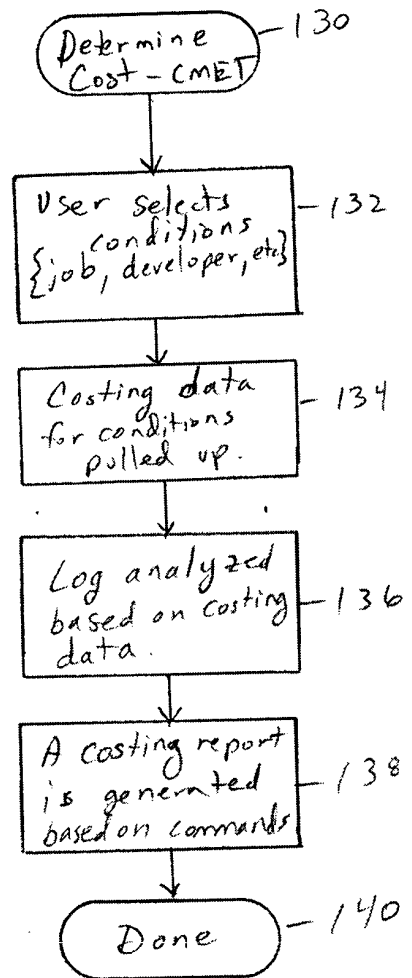 Determine
Cost - CMET
130
User selects
conditions
{job, developer, etc}
132
Costing data
for conditions
pulled up.
134
Log analyzed
based on costing
data.
136
A costing report
is generated
based on commands
138
Done
140